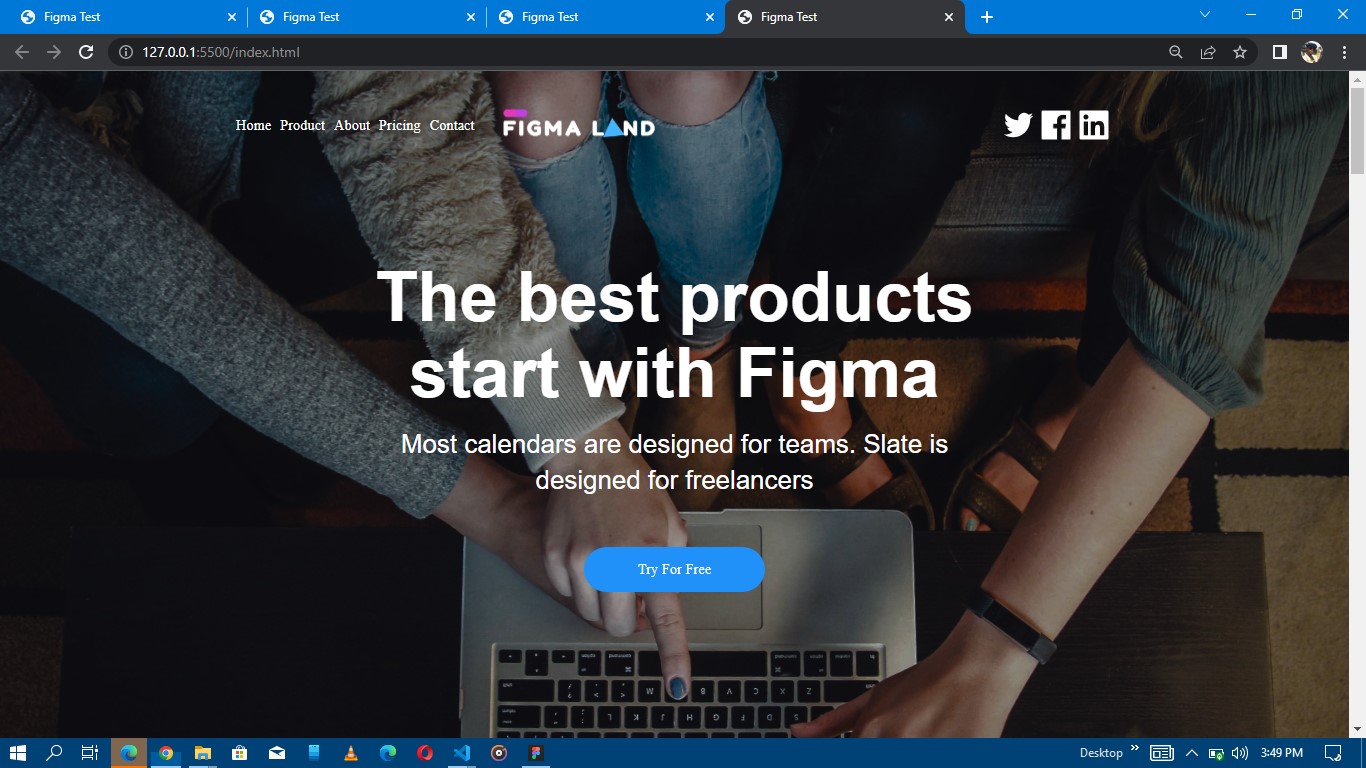 Figma Test
Figma Test
Figma Test
Figma Test
127.0.0.1:5500/index.html
Home Product About Pricing Contact
FIGMA LAND
The best products
start with Figma
Most calendars are designed for teams. Slate is
designed for freelancers
Try For Free
Desktop
3:49 PM